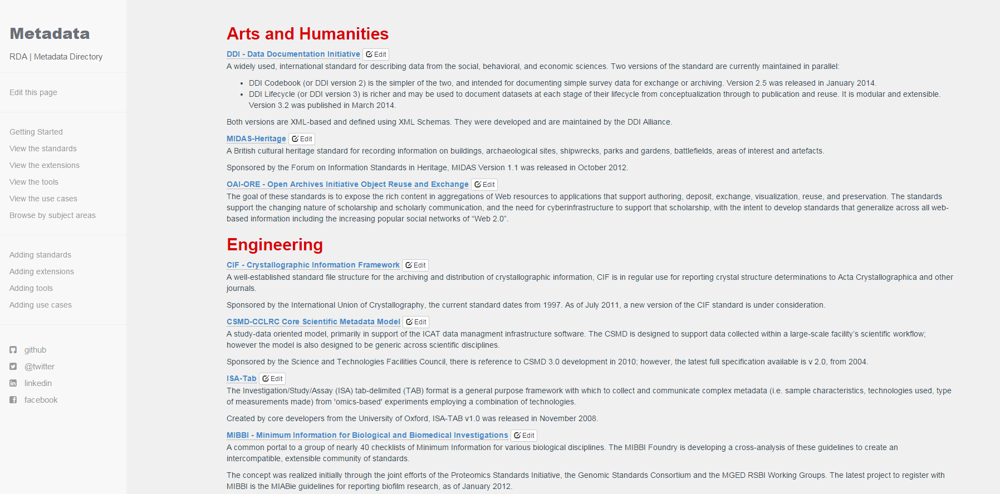 Metadata
RDA | Metadata Directory
Edit this page
Getting Started
View the standards
View the extensions
View the tools
View the use cases
Browse by subject areas
Adding standards
Adding extensions
Adding tools
Adding use cases
github
@twitter
linkedin
facebook
Arts and Humanities
DDI - Data Documentation Initiative Edit
A widely used, international standard for describing data from the social, behavioral, and economic sciences. Two versions of the standard are currently maintained in parallel:
• DDI Codebook (or DDI version 2) is the simpler of the two, and intended for documenting simple survey data for exchange or archiving. Version 2.5 was released in January 2014.
• DDI Lifecycle (or DDI version 3) is richer and may be used to document datasets at each stage of their lifecycle from conceptualization through to publication and reuse. It is modular and extensible.
Version 3.2 was published in March 2014.
Both versions are XML-based and defined using XML Schemas. They were developed and are maintained by the DDI Alliance.
MIDAS-Heritage Edit
A British cultural heritage standard for recording information on buildings, archaeological sites, shipwrecks, parks and gardens, battlefields, areas of interest and artefacts.
Sponsored by the Forum on Information Standards in Heritage, MIDAS Version 1.1 was released in October 2012.
OAI-ORE - Open Archives Initiative Object Reuse and Exchange Edit
The goal of these standards is to expose the rich content in aggregations of Web resources to applications that support authoring, deposit, exchange, visualization, reuse, and preservation. The standards
support the changing nature of scholarship and scholarly communication, and the need for cyberinfrastructure to support that scholarship, with the intent to develop standards that generalize across all web-
based information including the increasing popular social networks of “Web 2.0”.
Engineering
CIF - Crystallographic Information Framework Edit
A well-established standard file structure for the archiving and distribution of crystallographic information, CIF is in regular use for reporting crystal structure determinations to Acta Crystallographica and other
journals.
Sponsored by the International Union of Crystallography, the current standard dates from 1997. As of July 2011, a new version of the CIF standard is under consideration.
CSMD-CCLRC Core Scientific Metadata Model Edit
A study-data oriented model, primarily in support of the ICAT data managment infrastructure software. The CSMD is designed to support data collected within a large-scale facility’s scientific workflow;
however the model is also designed to be generic across scientific disciplines.
Sponsored by the Science and Technologies Facilities Council, there is reference to CSMD 3.0 development in 2010; however, the latest full specification available is v 2.0, from 2004.
ISA-Tab Edit
The Investigation/Study/Assay (ISA) tab-delimited (TAB) format is a general purpose framework with which to collect and communicate complex metadata (i.e. sample characteristics, technologies used, type
of measurements made) from 'omics-based' experiments employing a combination of technologies.
Created by core developers from the University of Oxford, ISA-TAB v1.0 was released in November 2008.
MIBBI - Minimum Information for Biological and Biomedical Investigations Edit
A common portal to a group of nearly 40 checklists of Minimum Information for various biological disciplines. The MIBBI Foundry is developing a cross-analysis of these guidelines to create an
intercompatible, extensible community of standards.
The concept was realized initially through the joint efforts of the Proteomics Standards Initiative, the Genomic Standards Consortium and the MGED RSBI Working Groups. The latest project to register with
MIBBI is the MIABie guidelines for reporting biofilm research, as of January 2012.